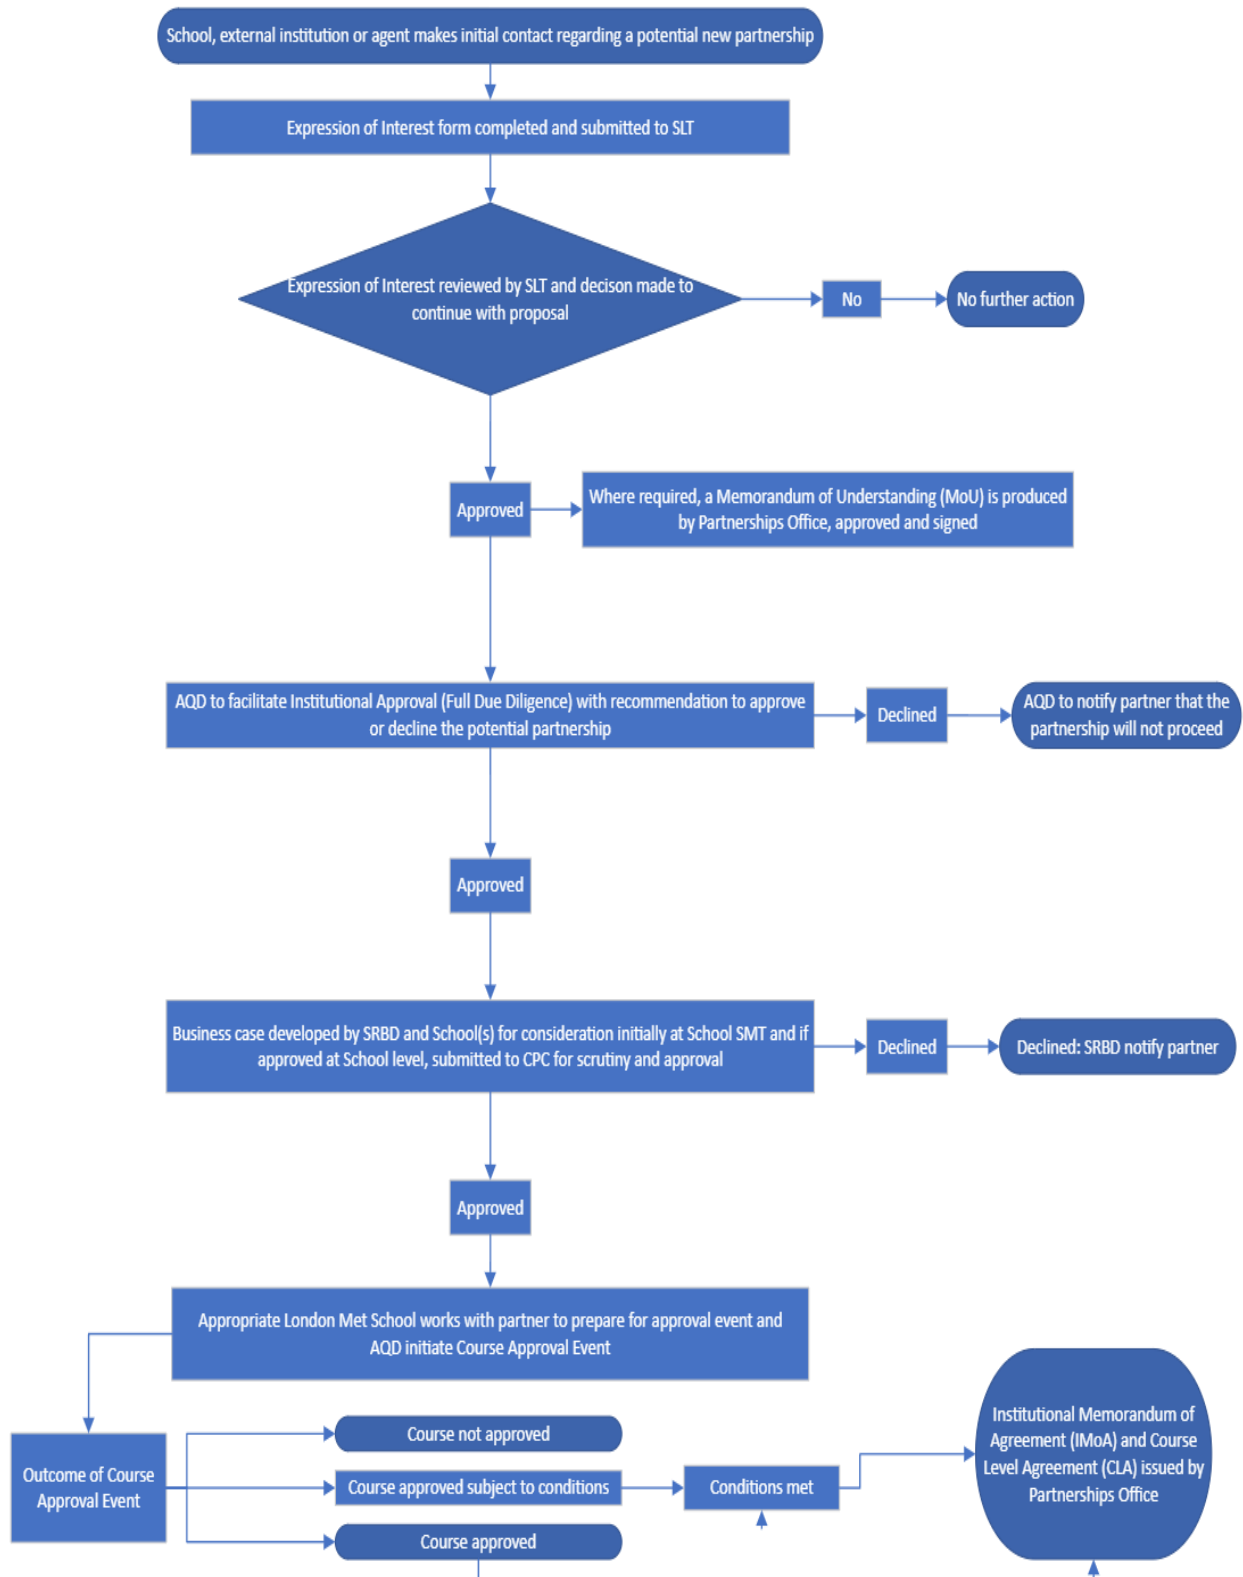 School, external institution or agent makes initial contact regarding a potential new partnership
Expression of Interest form completed and submitted to SLT
Expression of Interest reviewed by SLT and decison made to
continue with proposal
No
No further action
Approved
Where required, a Memorandum of Understanding (MoU) is produced
by Partnerships Office, approved and signed
AQD to facilitate Institutional Approval (Full Due Diligence) with recommendation to approve
or decline the potential partnership
Declined
AQD to notify partner that the
partnership will not proceed
Approved
Business case developed by SRBD and School(s) for consideration initially at School SMT and if
approved at School level, submitted to CPC for scrutiny and approval
Declined
Declined: SRBD notify partner
Approved
Appropriate London Met School works with partner to prepare for approval event and
AQD initiate Course Approval Event
Outcome of Course
Approval Event
Course not approved
Course approved subject to conditions
Course approved
Conditions met
Institutional Memorandum of
Agreement (IMoA) and Course
Level Agreement (CLA) issued by
Partnerships Office